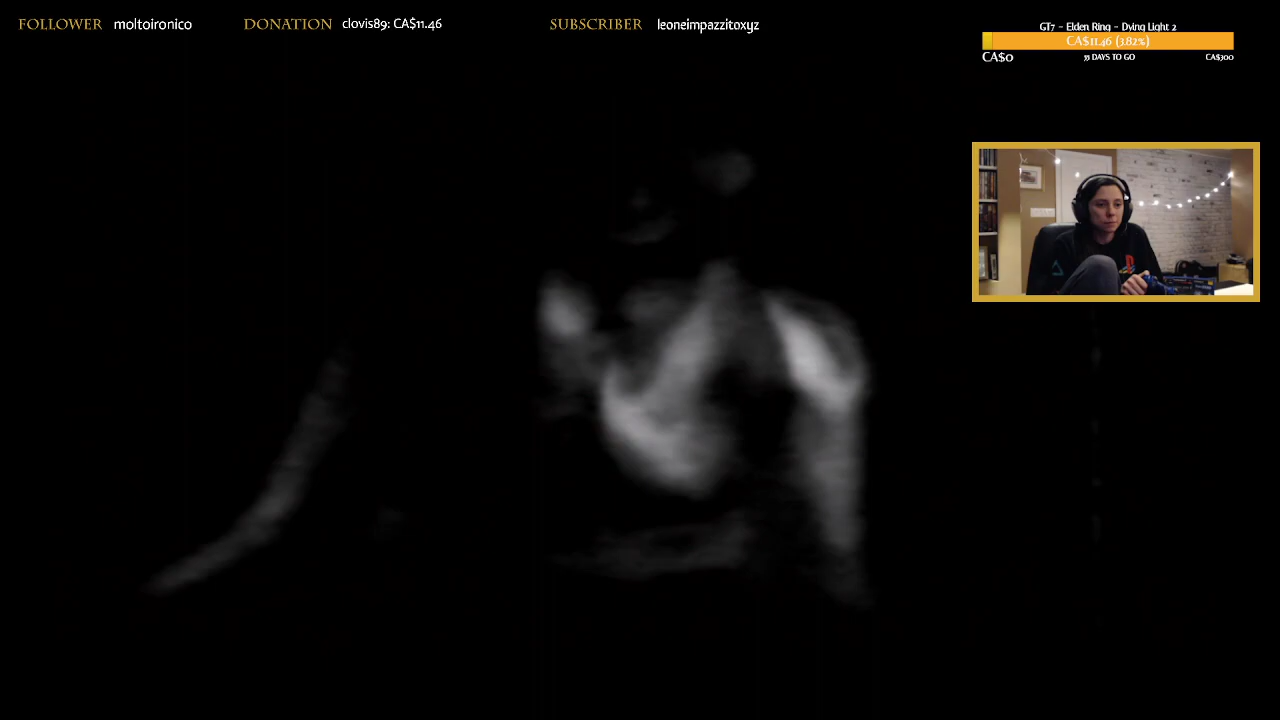 FOLLOWER moltoironico DONATION clovis89: CA$11.46 SUBSCRIBER leoneimpazzitoxyz
GT7 - Elden Ring - Dying Light 2
CA$11.46 (3.82%)
CA$0 33 DAYS TO GO CA$300